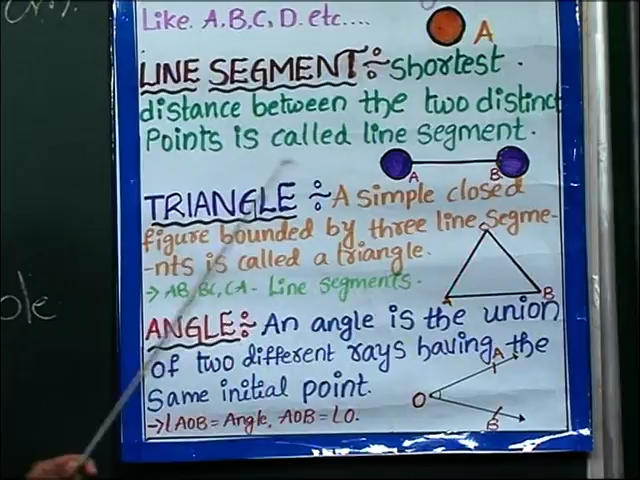 Like. A, B, C, D. etc....
A
LINE SEGMENT÷ shortest
distance between the two distinct
Points is called line segment.
A B
TRIANGLE ÷ A simple closed
figure bounded by three line Segme-
-nts is called a triangle.
→ AB, BC, CA - Line segments.
A B
ANGLE÷ An angle is the union
of two different rays having the
A
Same initial point.
O
B
→ ∠AOB = Angle, AOB = ∠O.
ole